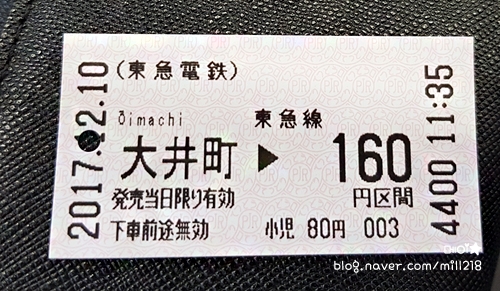 2017.12.10
(東急電鉄)
Ōimachi
大井町 ▶
東急線
160
円区間
発売当日限り有効
下車前途無効
小児 80円 003
4400 11:35
blog.naver.com/mill218